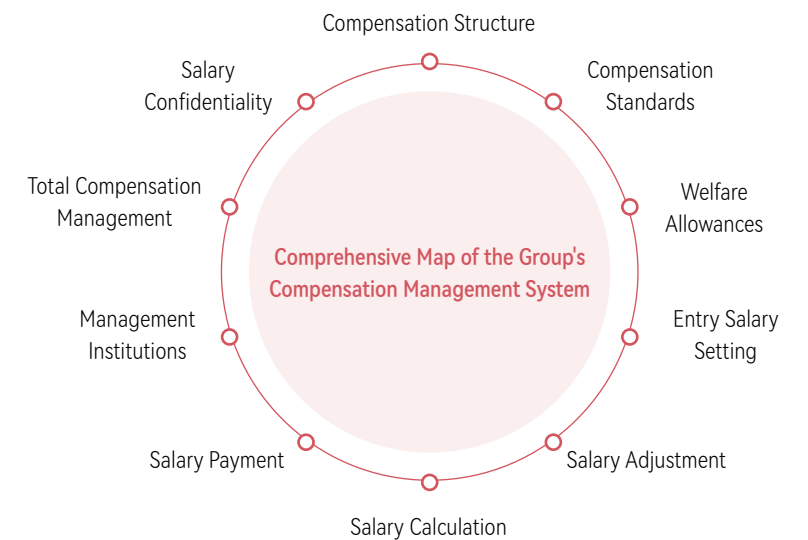 Compensation Structure
Salary
Confidentiality
Compensation
Standards
Total Compensation
Management
Welfare
Allowances
Comprehensive Map of the Group's
Compensation Management System
Management
Institutions
Entry Salary
Setting
Salary Payment
Salary Adjustment
Salary Calculation